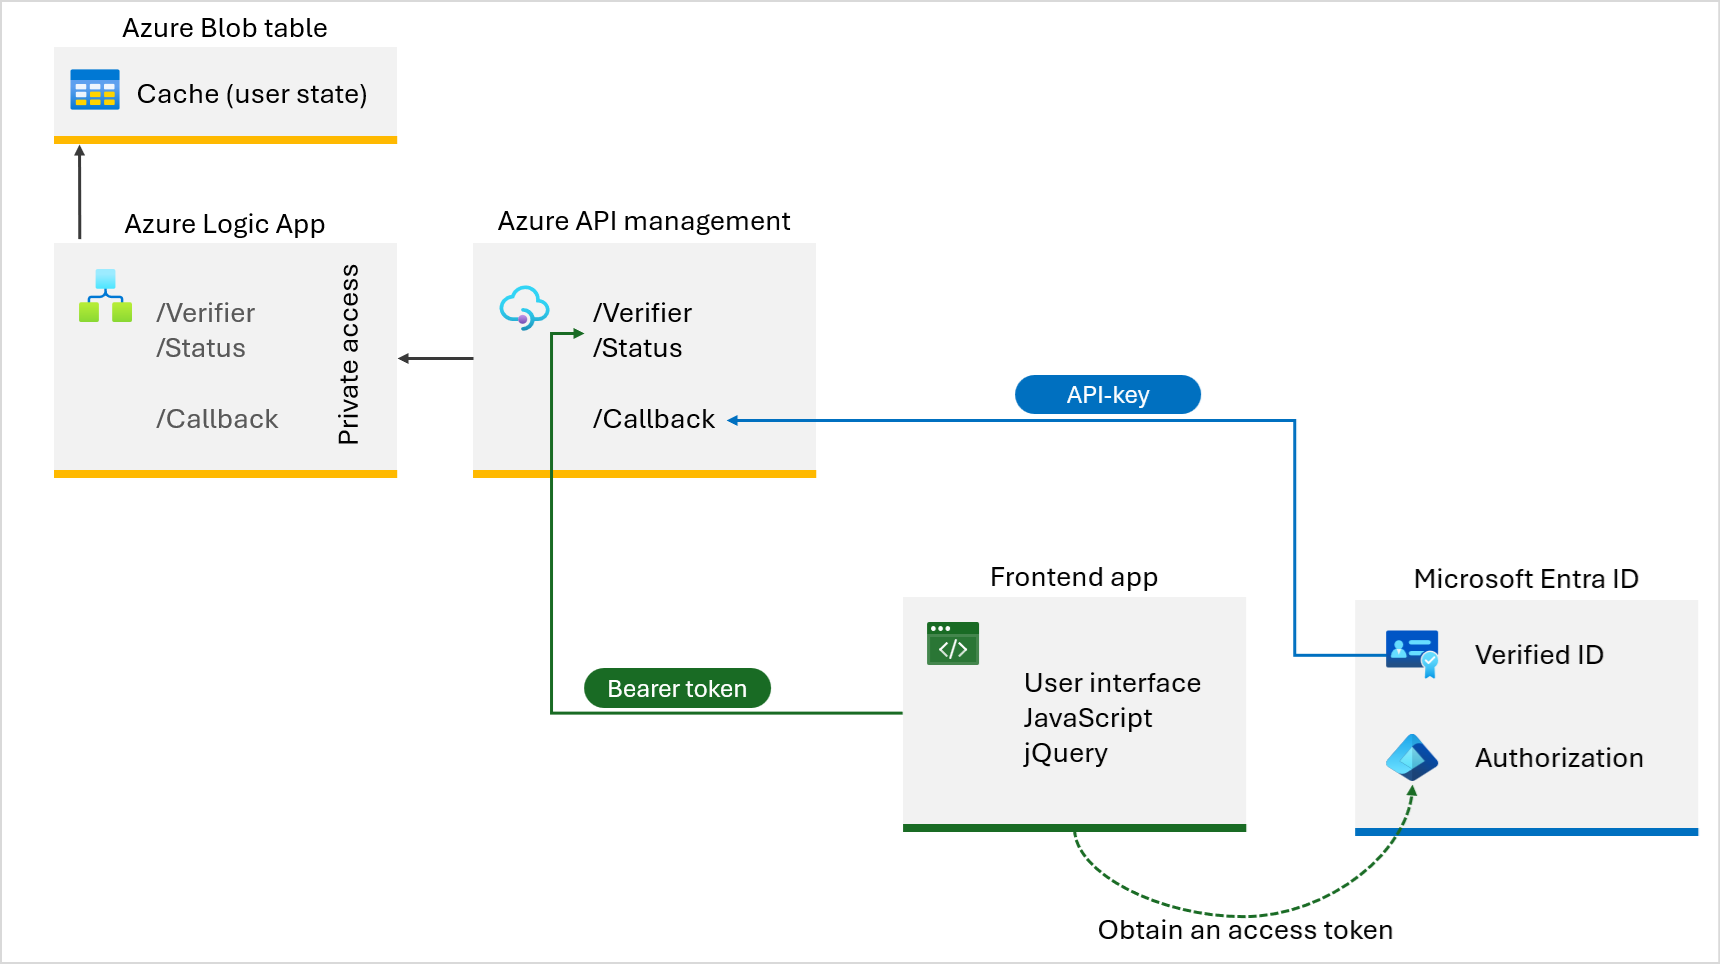 Azure Blob table
Cache (user state)
Azure Logic App
/Verifier
/Status
/Callback
Private access
Azure API management
/Verifier
/Status
/Callback
API-key
Bearer token
Frontend app
</>
User interface
JavaScript
jQuery
Microsoft Entra ID
Verified ID
Authorization
Obtain an access token